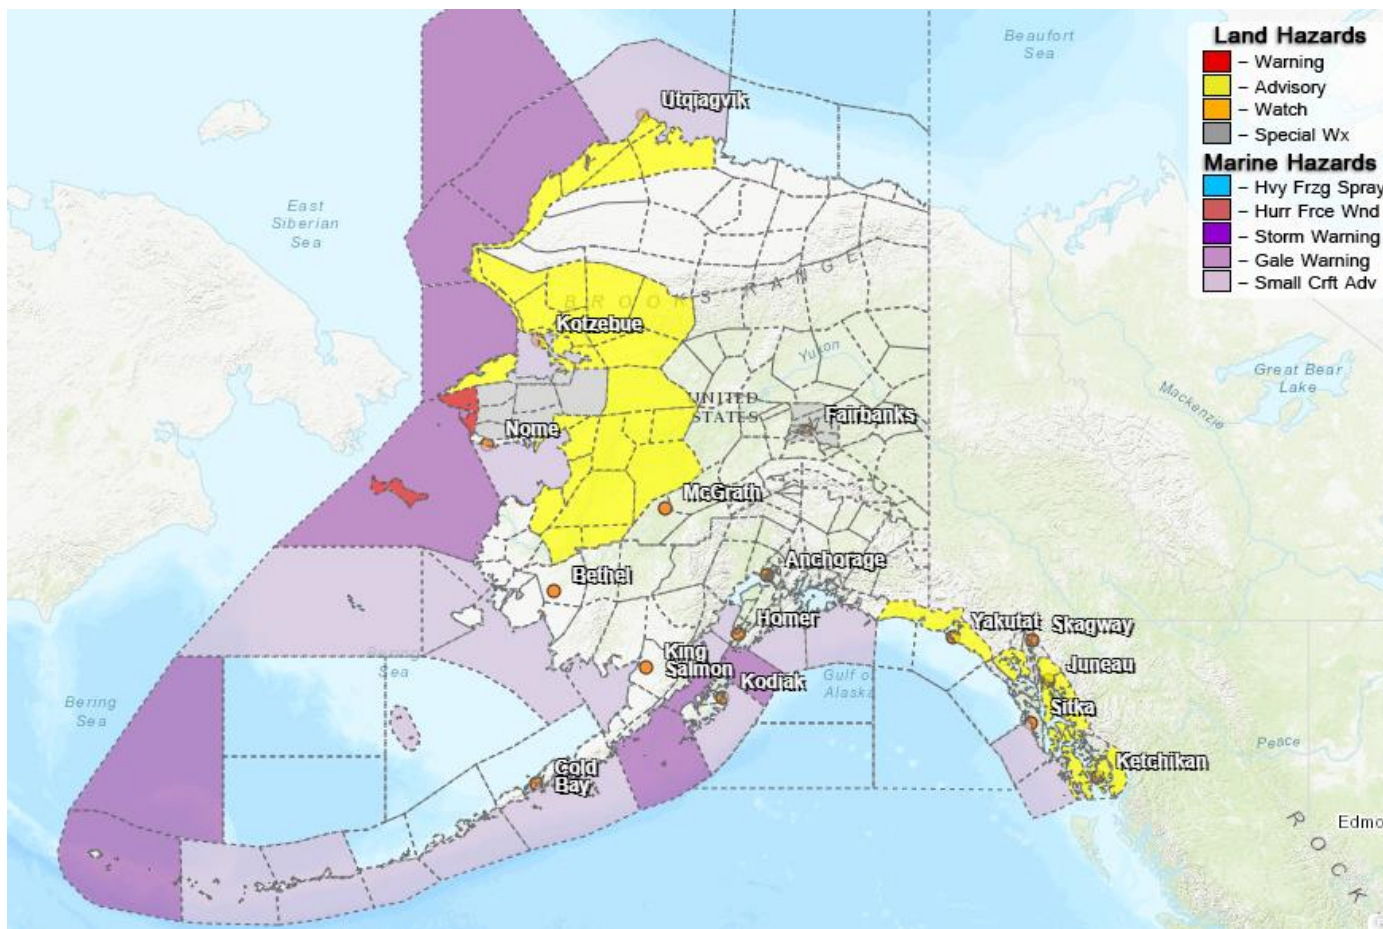 Beaufort
Sea
Land Hazards
– Warning
– Advisory
– Watch
– Special Wx
Marine Hazards
– Hvy Frzg Spray
– Hurr Frce Wnd
– Storm Warning
– Gale Warning
– Small Crft Adv
Utqiagvik
East
Siberian
Sea
BROOKS RANGE
Kotzebue
Yukon
Great Bear
Lake
Mackenzie
UNITED
STATES
Fairbanks
Nome
McGrath
Anchorage
Bethel
Homer
Yakutat
Skagway
King
Salmon
Juneau
Bering
Sea
Kodiak
Gulf of
Alaska
Sitka
Bering
Sea
Peace
Ketchikan
Cold
Bay
Edmo
ROCK